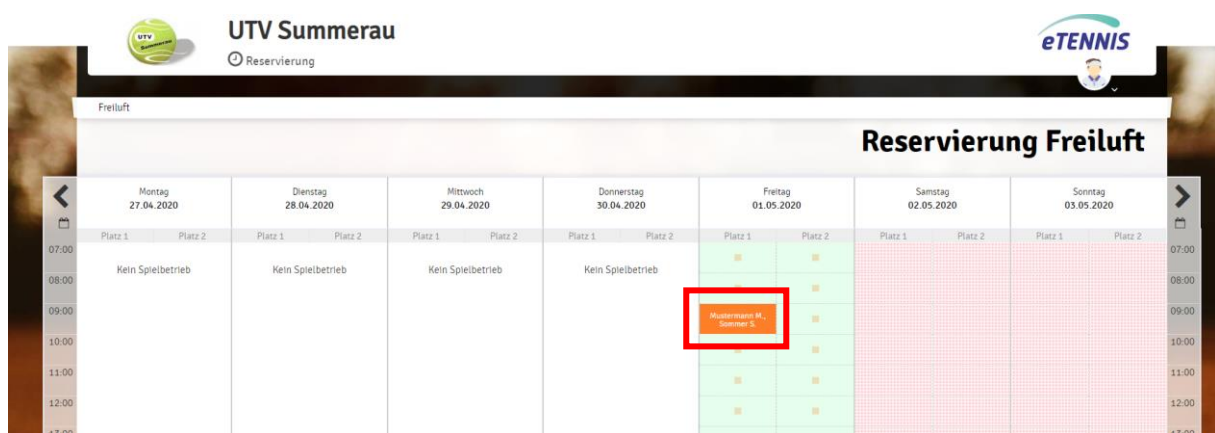 UTV
Summerau
UTV Summerau
Reservierung
eTENNIS
Freiluft
Reservierung Freiluft
Montag Dienstag Mittwoch Donnerstag Freitag Samstag Sonntag
27.04.2020 28.04.2020 29.04.2020 30.04.2020 01.05.2020 02.05.2020 03.05.2020
Platz 1 Platz 2 Platz 1 Platz 2 Platz 1 Platz 2 Platz 1 Platz 2 Platz 1 Platz 2 Platz 1 Platz 2 Platz 1 Platz 2
07:00 07:00
Kein Spielbetrieb Kein Spielbetrieb Kein Spielbetrieb Kein Spielbetrieb
08:00 08:00
09:00 Mustermann M., 09:00
Sommer S.
10:00 10:00
11:00 11:00
12:00 12:00